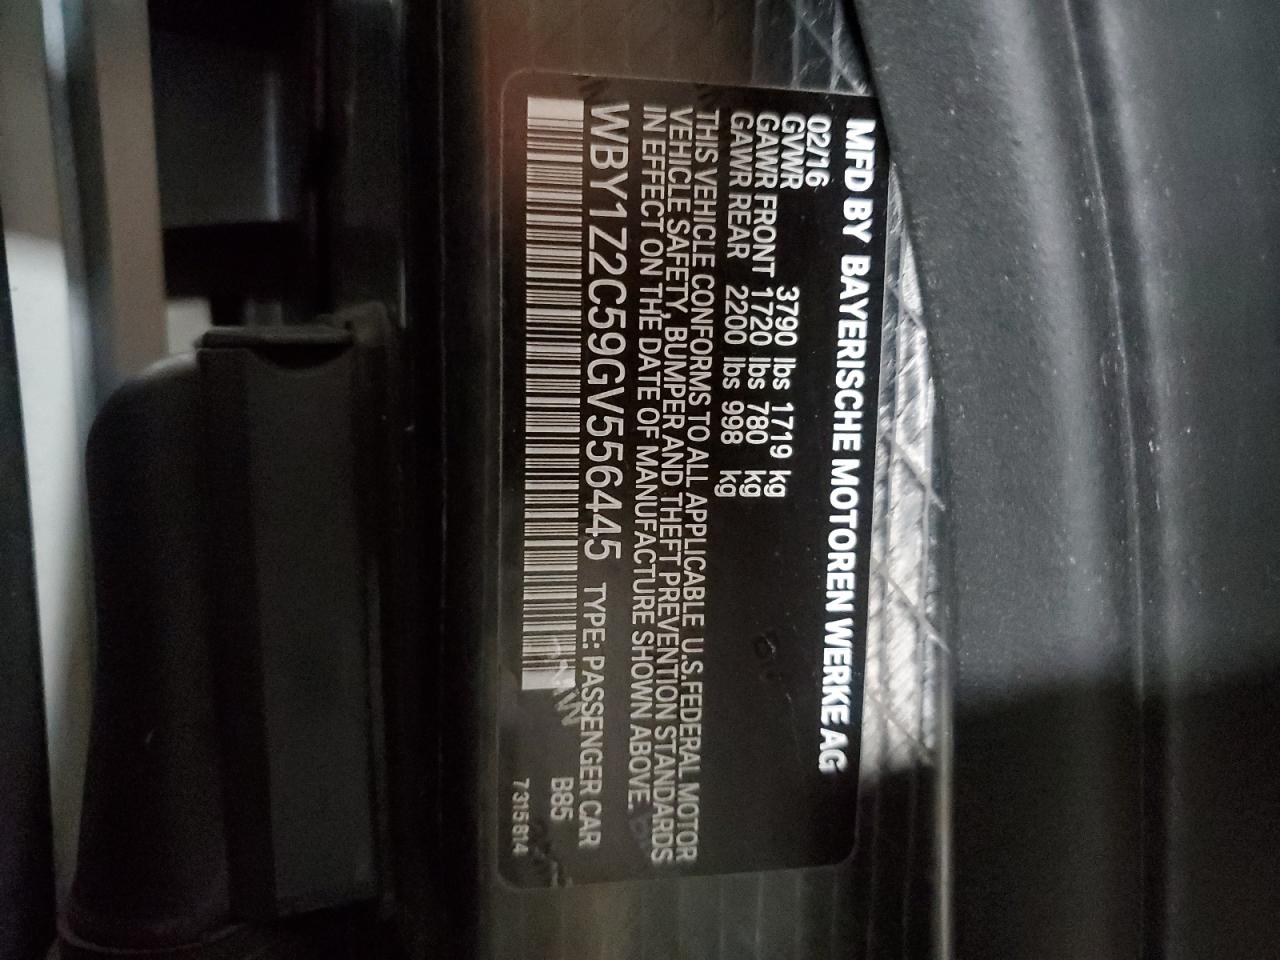 MFD BY BAYERISCHE MOTOREN WERKE AG
02/16
GVWR 3790 lbs 1719 kg
GAWR FRONT 1720 lbs 780 kg
GAWR REAR 2200 lbs 998 kg
THIS VEHICLE CONFORMS TO ALL APPLICABLE U.S.FEDERAL MOTOR
VEHICLE SAFETY, BUMPER AND THEFT PREVENTION STANDARDS
IN EFFECT ON THE DATE OF MANUFACTURE SHOWN ABOVE.
WBY1Z2C59GV556445 TYPE: PASSENGER CAR
B85
7315814